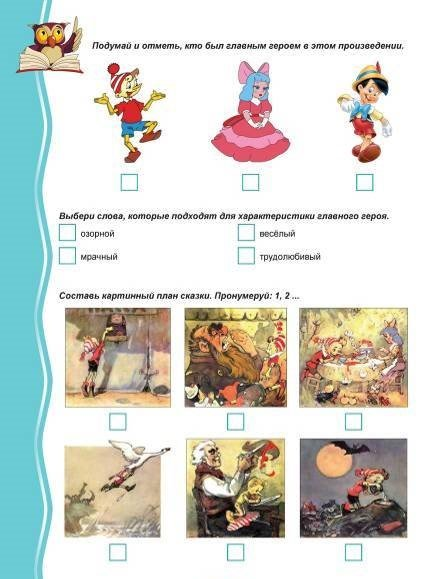 Подумай и отметь, кто был главным героем в этом произведении.
Выбери слова, которые подходят для характеристики главного героя.
озорной
весёлый
мрачный
трудолюбивый
Составь картинный план сказки. Пронумеруй: 1, 2 ...